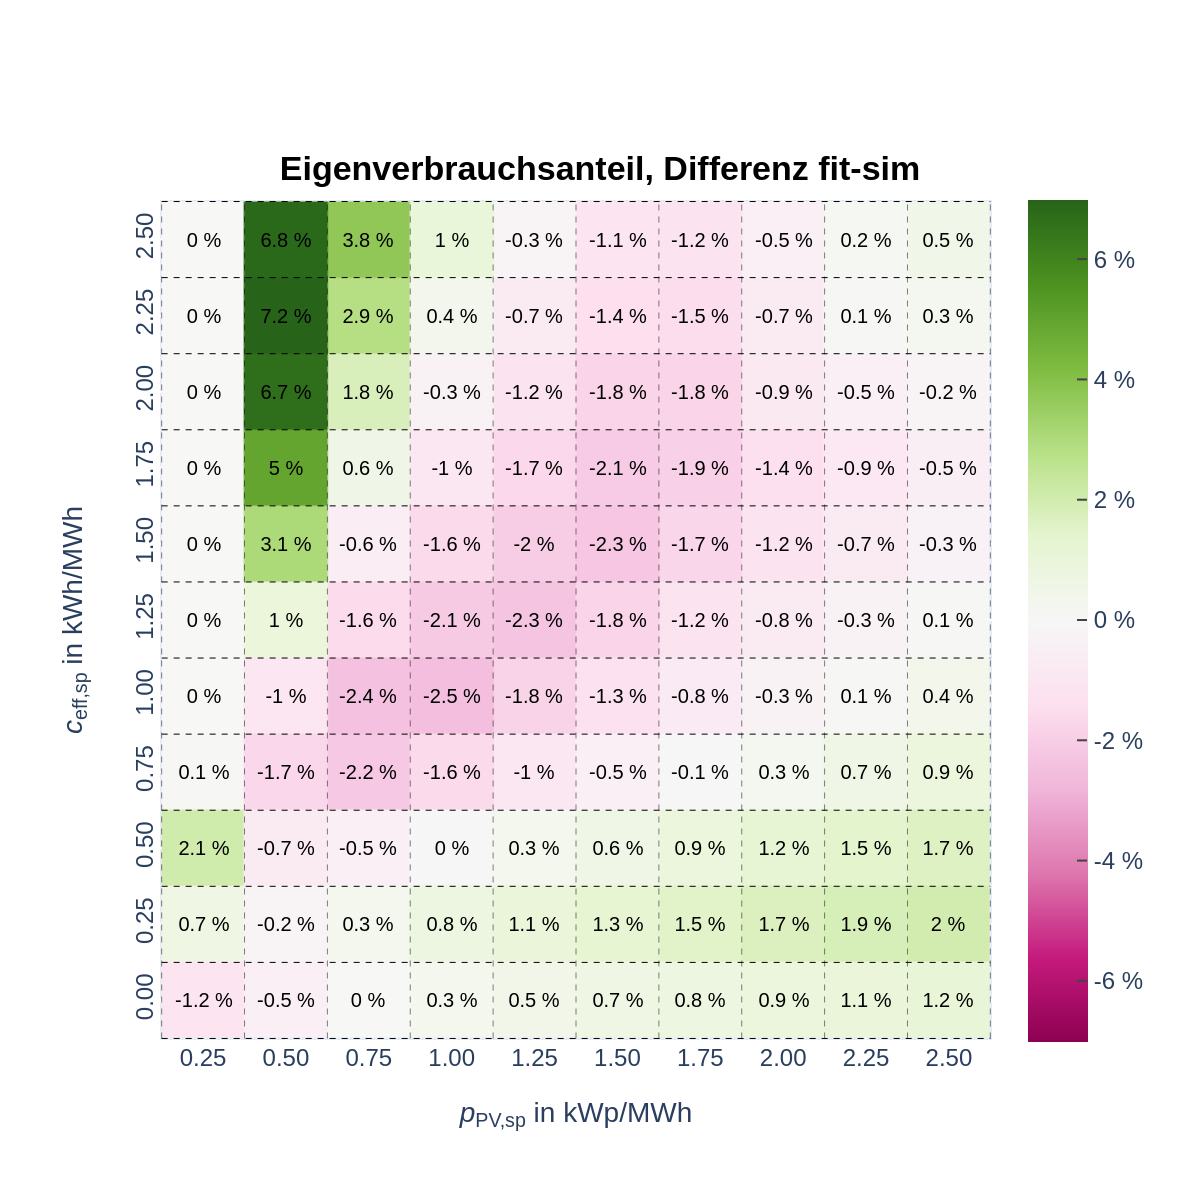 Eigenverbrauchsanteil, Differenz fit-sim
2.50 0 % 6.8 % 3.8 % 1 % -0.3 % -1.1 % -1.2 % -0.5 % 0.2 % 0.5 %
2.25 0 % 7.2 % 2.9 % 0.4 % -0.7 % -1.4 % -1.5 % -0.7 % 0.1 % 0.3 %
2.00 0 % 6.7 % 1.8 % -0.3 % -1.2 % -1.8 % -1.8 % -0.9 % -0.5 % -0.2 %
1.75 0 % 5 % 0.6 % -1 % -1.7 % -2.1 % -1.9 % -1.4 % -0.9 % -0.5 %
1.50 0 % 3.1 % -0.6 % -1.6 % -2 % -2.3 % -1.7 % -1.2 % -0.7 % -0.3 %
1.25 0 % 1 % -1.6 % -2.1 % -2.3 % -1.8 % -1.2 % -0.8 % -0.3 % 0.1 %
1.00 0 % -1 % -2.4 % -2.5 % -1.8 % -1.3 % -0.8 % -0.3 % 0.1 % 0.4 %
0.75 0.1 % -1.7 % -2.2 % -1.6 % -1 % -0.5 % -0.1 % 0.3 % 0.7 % 0.9 %
0.50 2.1 % -0.7 % -0.5 % 0 % 0.3 % 0.6 % 0.9 % 1.2 % 1.5 % 1.7 %
0.25 0.7 % -0.2 % 0.3 % 0.8 % 1.1 % 1.3 % 1.5 % 1.7 % 1.9 % 2 %
0.00 -1.2 % -0.5 % 0 % 0.3 % 0.5 % 0.7 % 0.8 % 0.9 % 1.1 % 1.2 %
0.25 0.50 0.75 1.00 1.25 1.50 1.75 2.00 2.25 2.50
pPV,sp in kWp/MWh
ceff,sp in kWh/MWh
6 %
4 %
2 %
0 %
-2 %
-4 %
-6 %